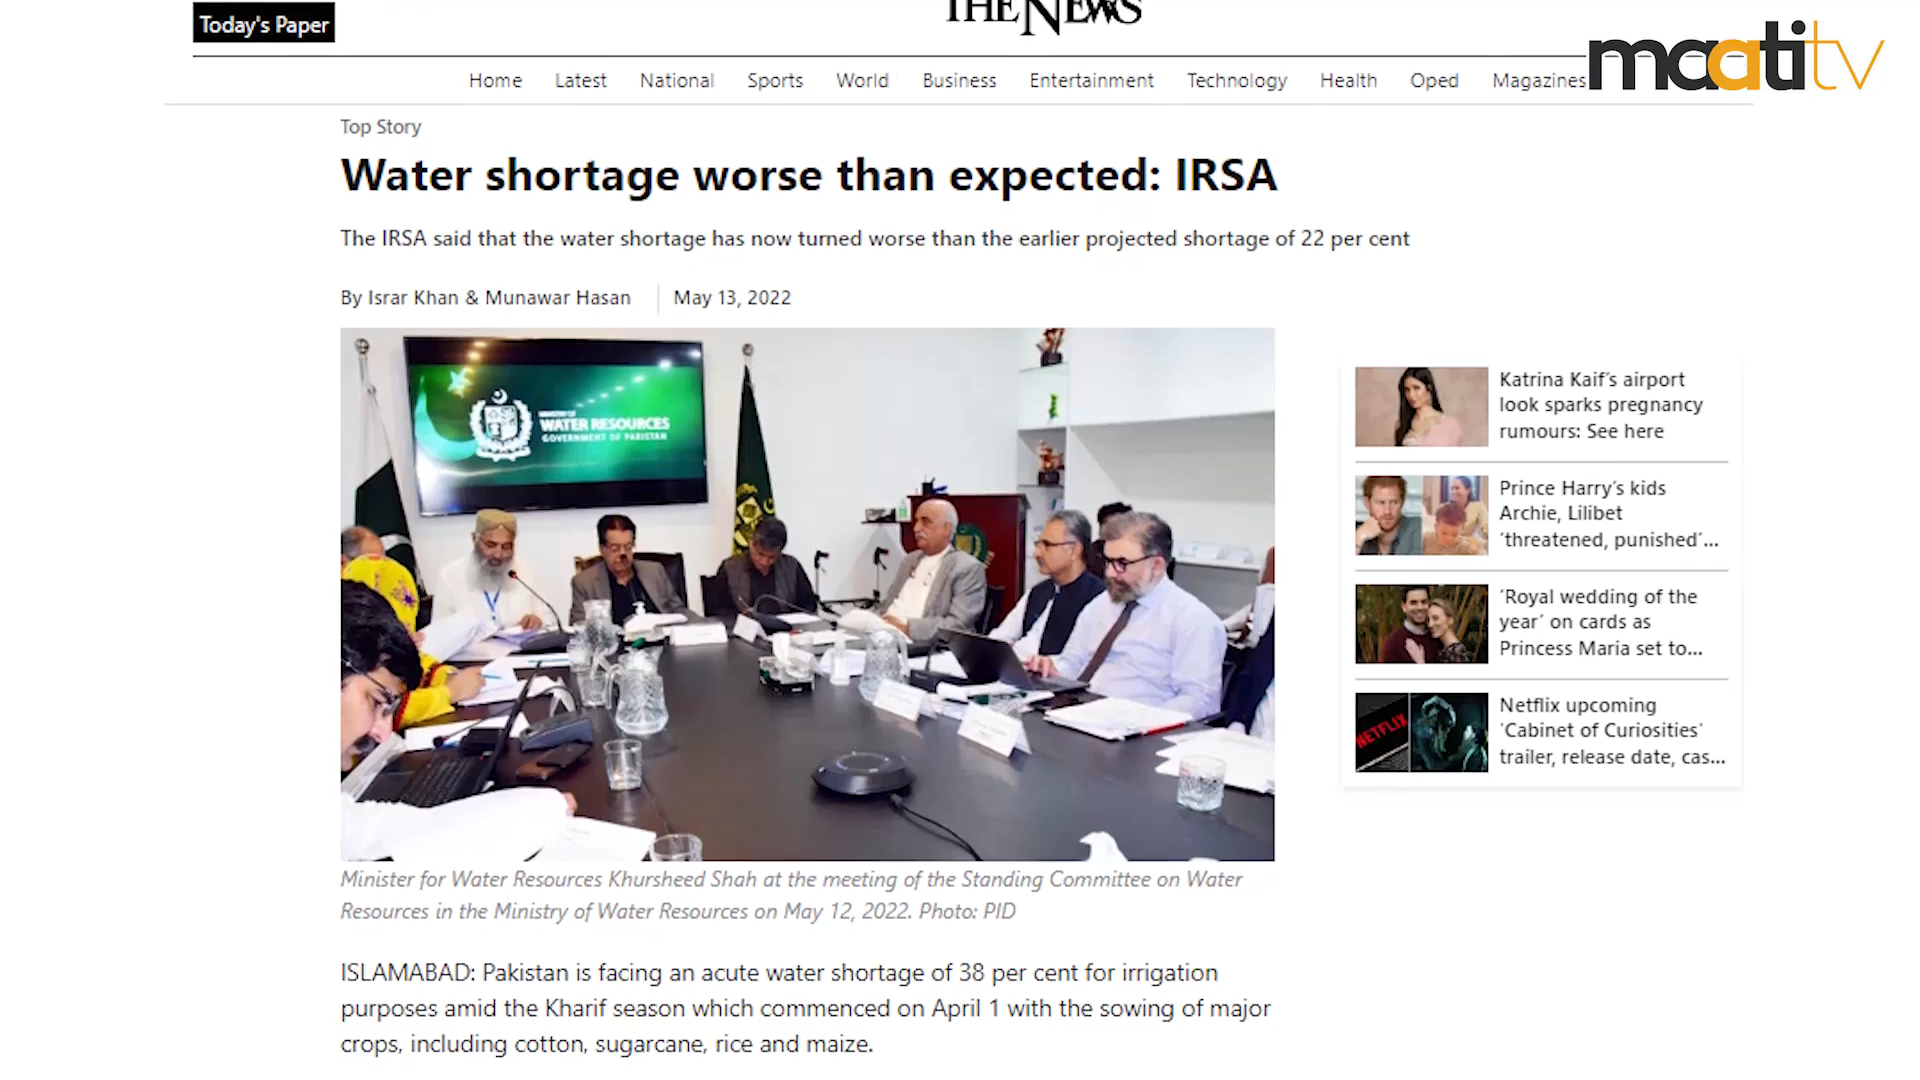 Today's Paper
THE NEWS
maatitv
Home Latest National Sports World Business Entertainment Technology Health Oped Magazines
Top Story
Water shortage worse than expected: IRSA
The IRSA said that the water shortage has now turned worse than the earlier projected shortage of 22 per cent
By Israr Khan & Munawar Hasan
May 13, 2022
MINISTRY OF
WATER RESOURCES
GOVERNMENT OF PAKISTAN
Minister for Water Resources Khursheed Shah at the meeting of the Standing Committee on Water
Resources in the Ministry of Water Resources on May 12, 2022. Photo: PID
ISLAMABAD: Pakistan is facing an acute water shortage of 38 per cent for irrigation
purposes amid the Kharif season which commenced on April 1 with the sowing of major
crops, including cotton, sugarcane, rice and maize.
Katrina Kaif's airport
look sparks pregnancy
rumours: See here
Prince Harry's kids
Archie, Lilibet
'threatened, punished'...
'Royal wedding of the
year' on cards as
Princess Maria set to...
NETFLIX
Netflix upcoming
'Cabinet of Curiosities'
trailer, release date, cas...